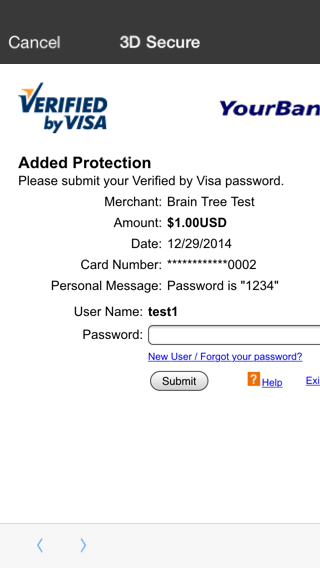 Cancel 3D Secure
VERIFIED by VISA
YourBan
Added Protection
Please submit your Verified by Visa password.
Merchant: Brain Tree Test
Amount: $1.00USD
Date: 12/29/2014
Card Number: ************0002
Personal Message: Password is "1234"
User Name: test1
Password:
New User / Forgot your password?
Submit ? Help Exi